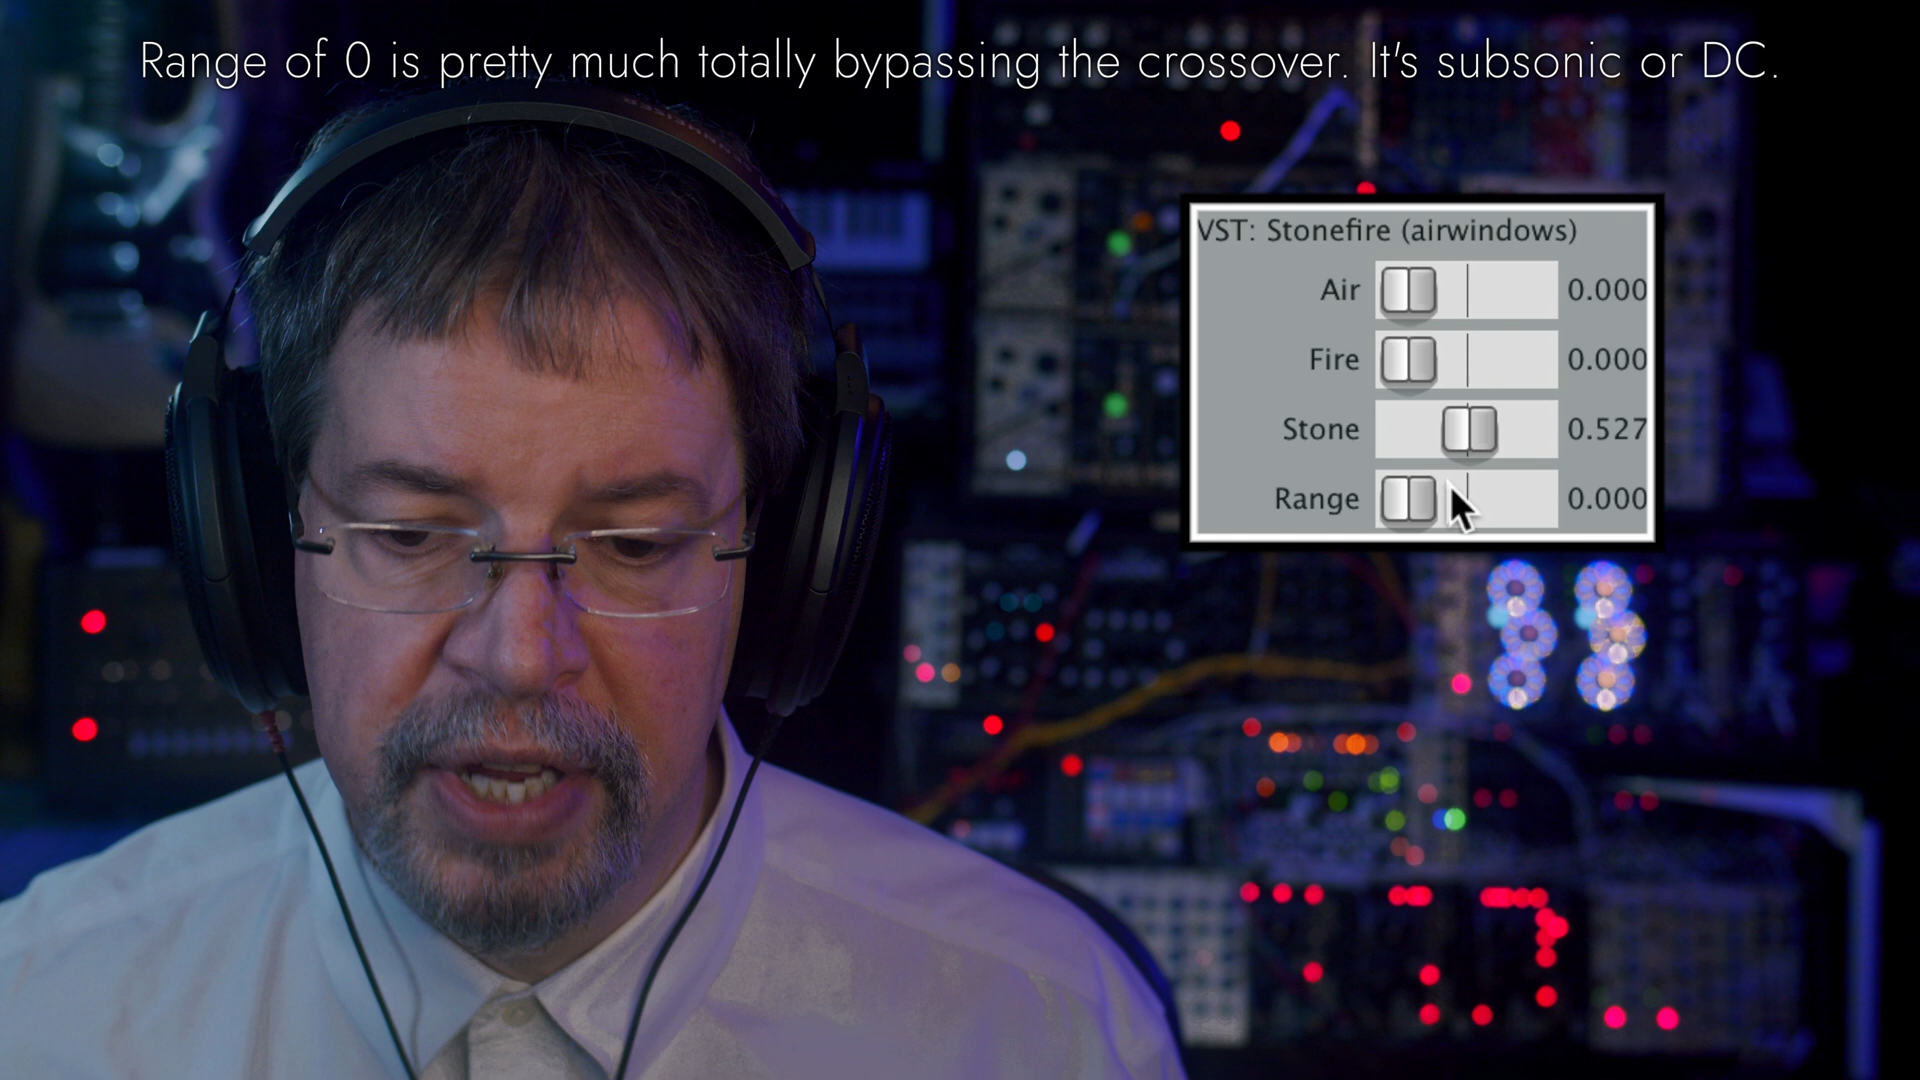 Range of 0 is pretty much totally bypassing the crossover. It's subsonic or DC.
VST: Stonefire (airwindows)
Air 0.000
Fire 0.000
Stone 0.527
Range 0.000